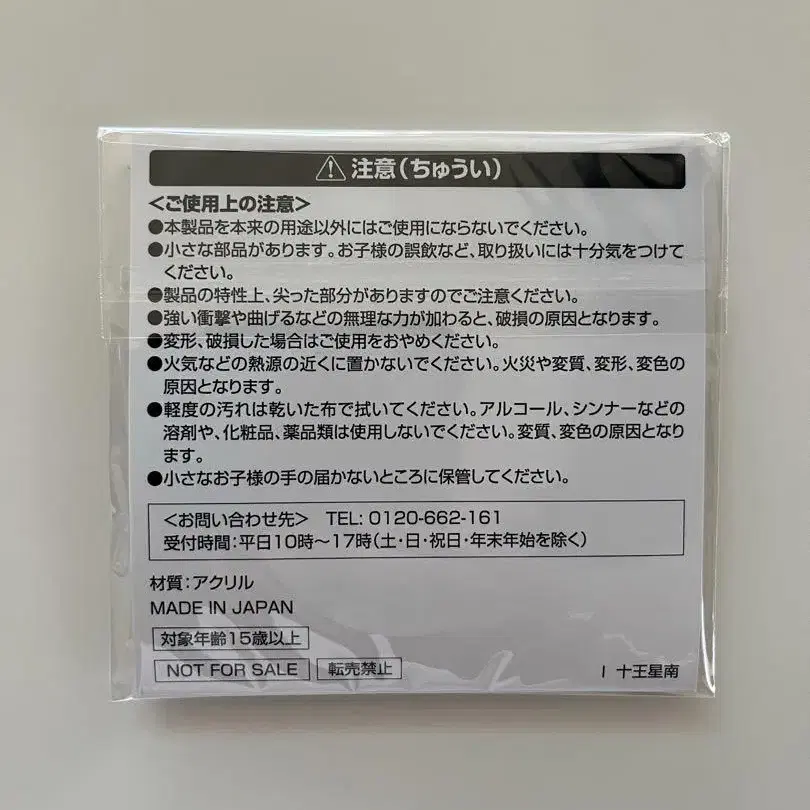 ⚠注意(ちゅうい)
<ご使用上の注意>
●本製品を本来の用途以外にはご使用にならないでください。
●小さな部品があります。お子様の誤飲など、取り扱いには十分気をつけて
ください。
●製品の特性上、尖った部分がありますのでご注意ください。
●強い衝撃や曲げるなどの無理な力が加わると、破損の原因となります。
●変形、破損した場合はご使用をおやめください。
●火気などの熱源の近くに置かないでください。火災や変質、変形、変色の
原因となります。
●軽度の汚れは乾いた布で拭いてください。アルコール、シンナーなどの
溶剤や、化粧品、薬品類は使用しないでください。変質、変色の原因となり
ます。
●小さなお子様の手の届かないところに保管してください。
<お問い合わせ先> TEL: 0120-662-161
受付時間:平日10時〜17時(土・日・祝日・年末年始を除く)
材質:アクリル
MADE IN JAPAN
対象年齢15歳以上
NOT FOR SALE 転売禁止 I 十王星南